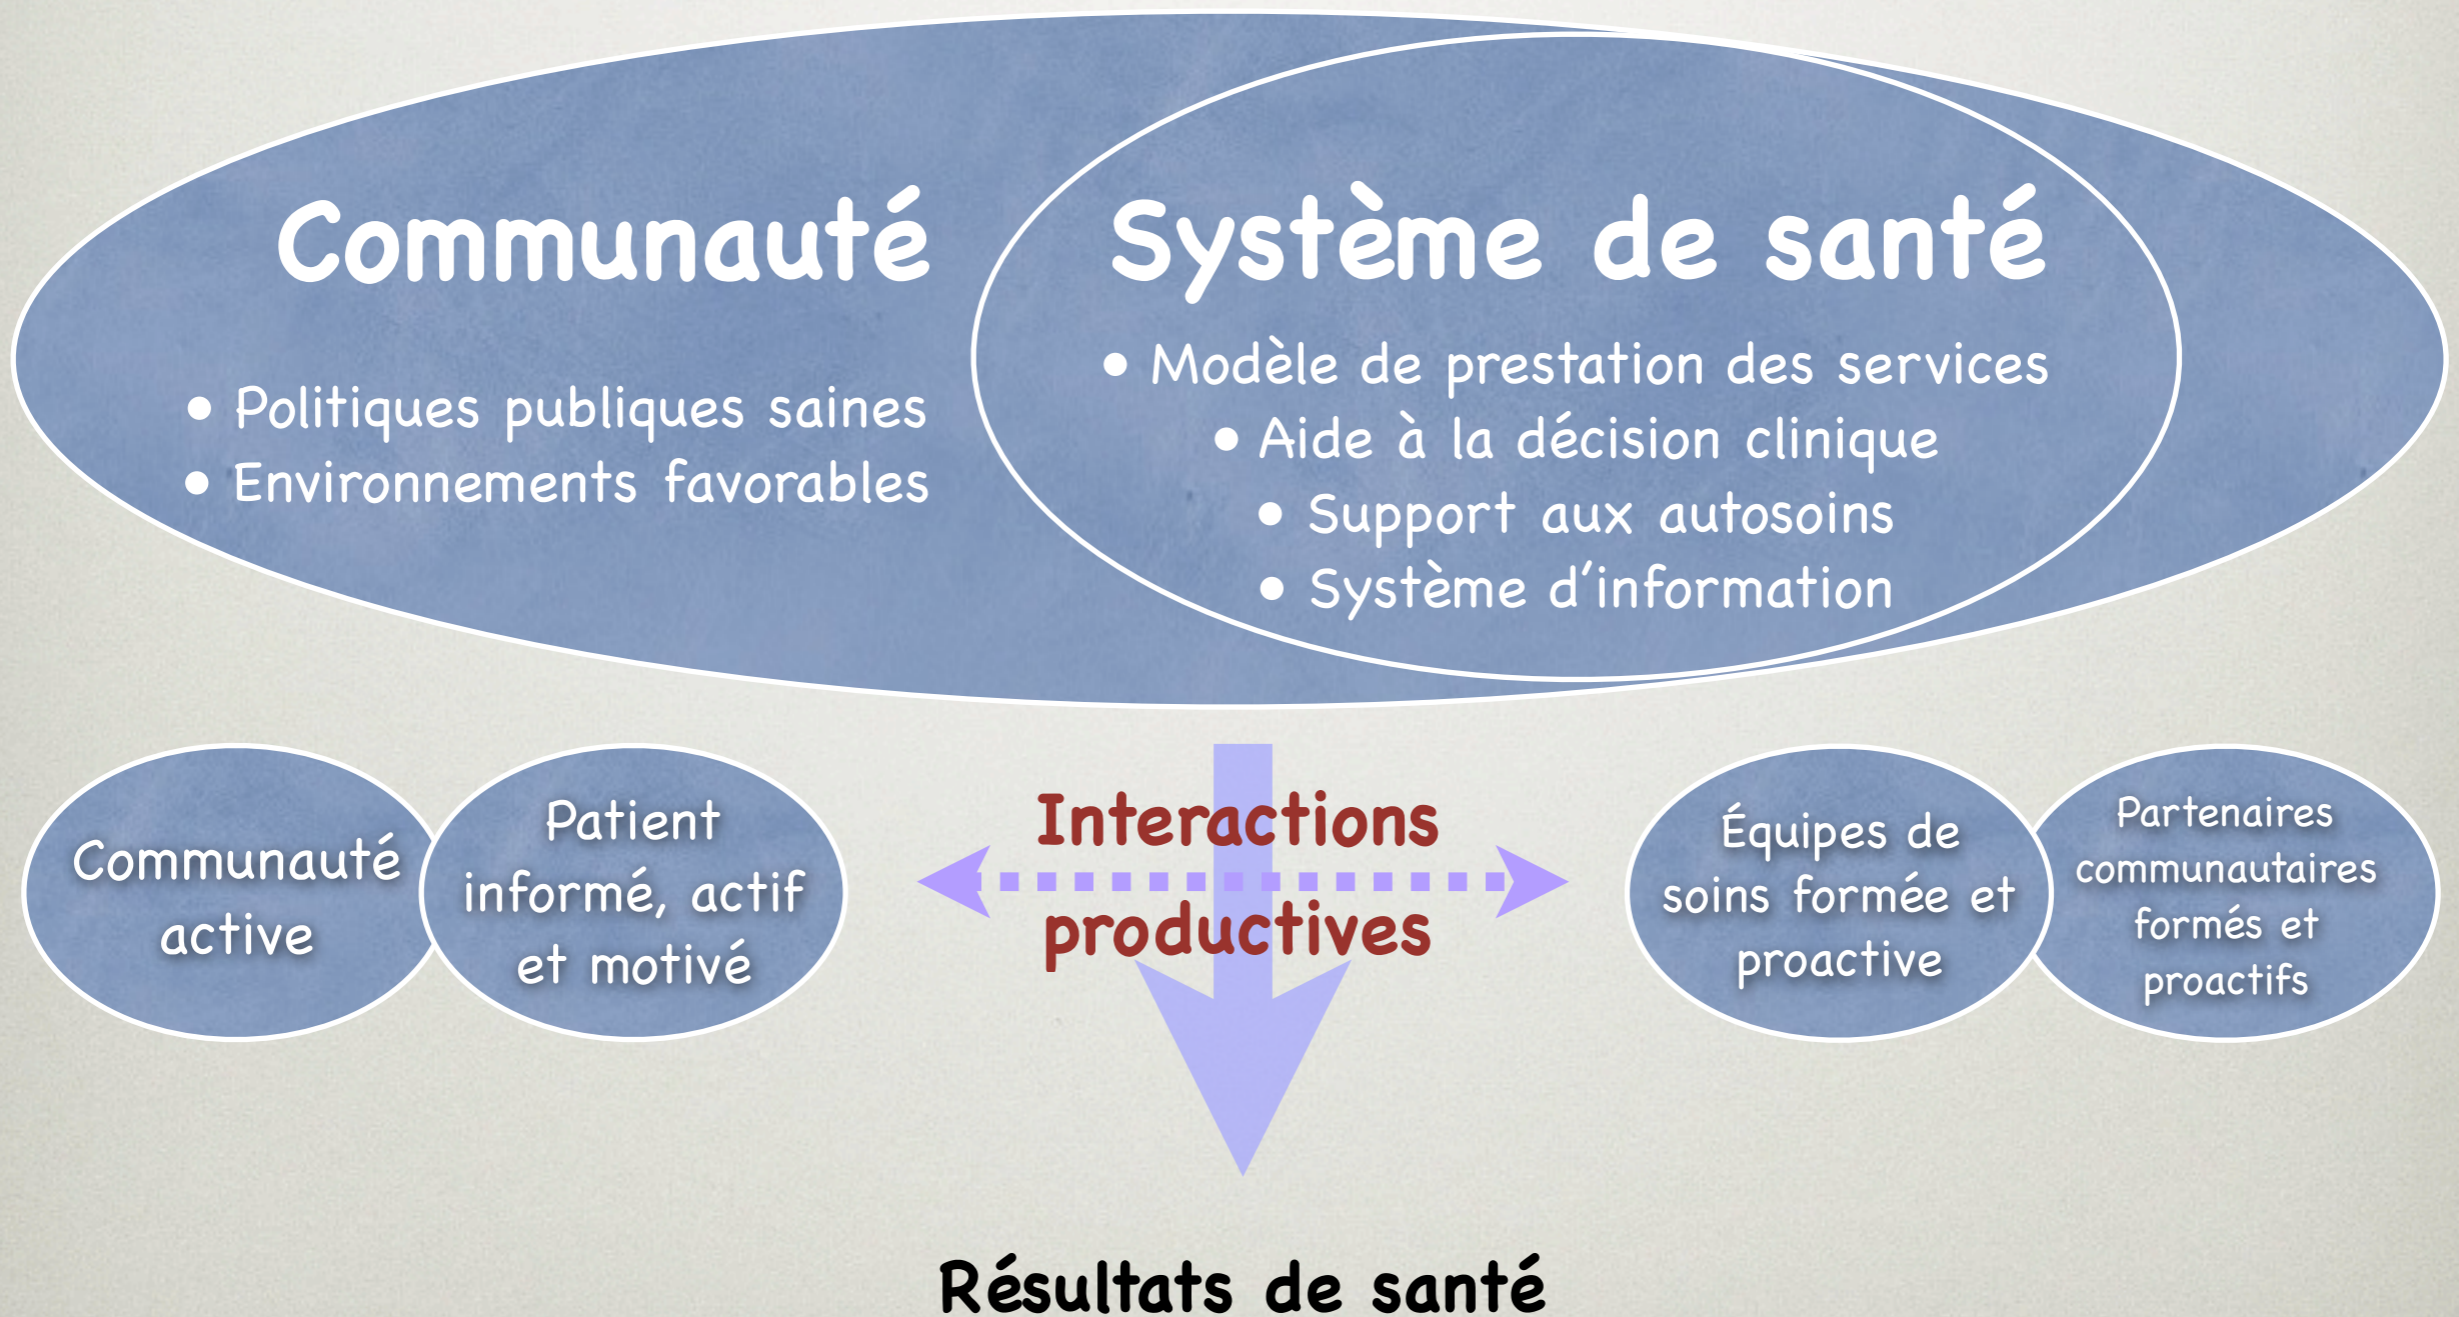 Communauté
• Politiques publiques saines
• Environnements favorables
Système de santé
• Modèle de prestation des services
• Aide à la décision clinique
• Support aux autosoins
• Système d'information
Communauté
active
Patient
informé, actif
et motivé
Interactions
productives
Équipes de
soins formée et
proactive
Partenaires
communautaires
formés et
proactifs
Résultats de santé